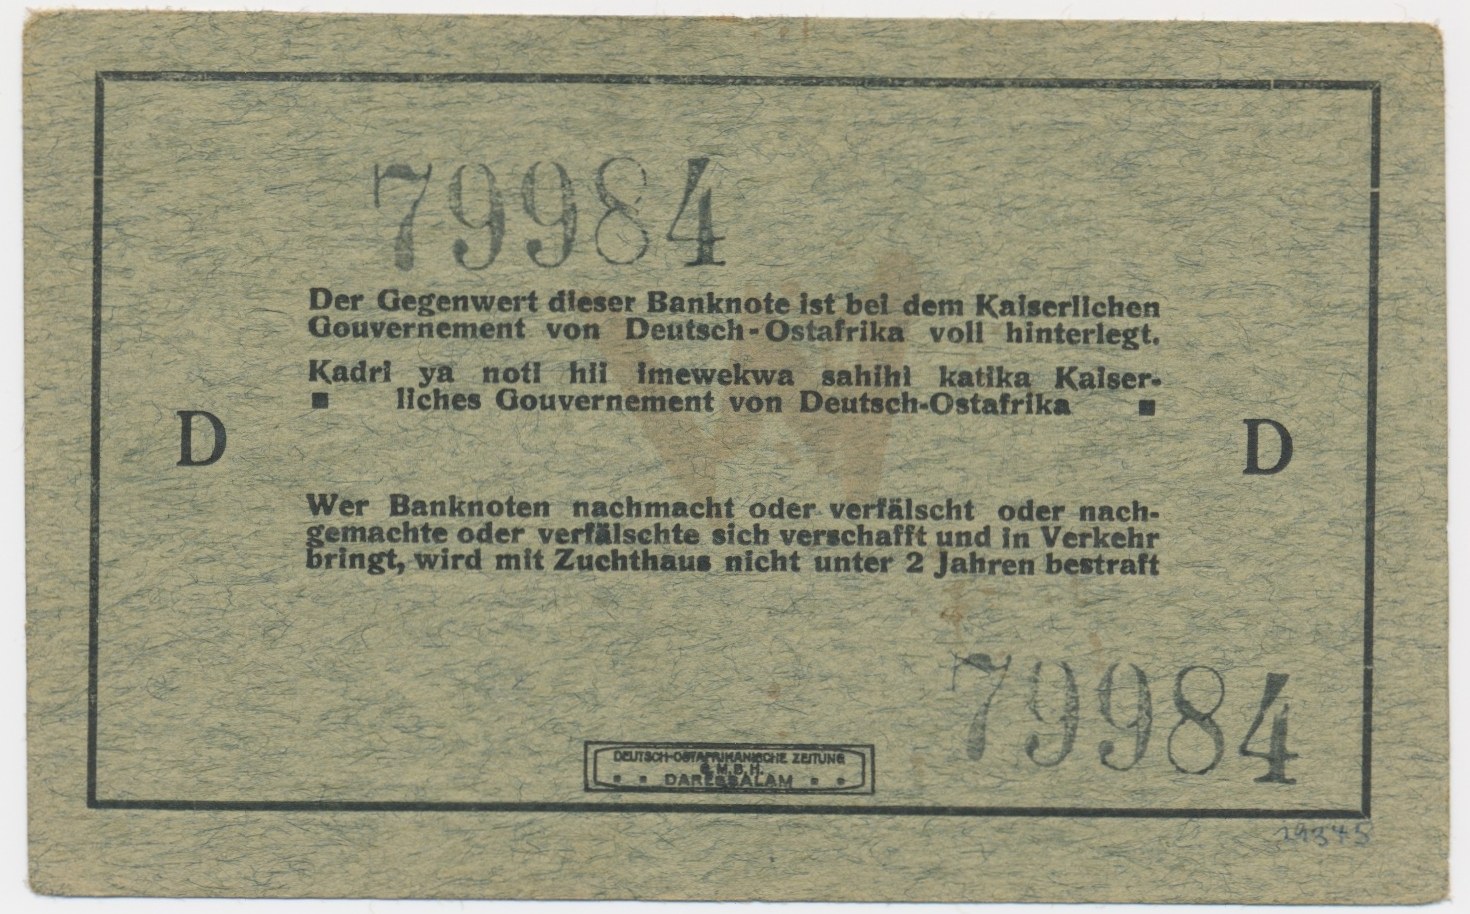 79984
Der Gegenwert dieser Banknote ist bei dem Kaiserlichen
Gouvernement von Deutsch-Ostafrika voll hinterlegt.
Kadri ya noti hii imewekwa sahihi katika Kaiser-
■ liches Gouvernement von Deutsch-Ostafrika ■
D D
Wer Banknoten nachmacht oder verfälscht oder nach-
gemachte oder verfälschte sich verschafft und in Verkehr
bringt, wird mit Zuchthaus nicht unter 2 Jahren bestraft
79984
DEUTSCH-OSTAFRIKANISCHE ZEITUNG
G.M.B.H.
DARESSALAM
29345